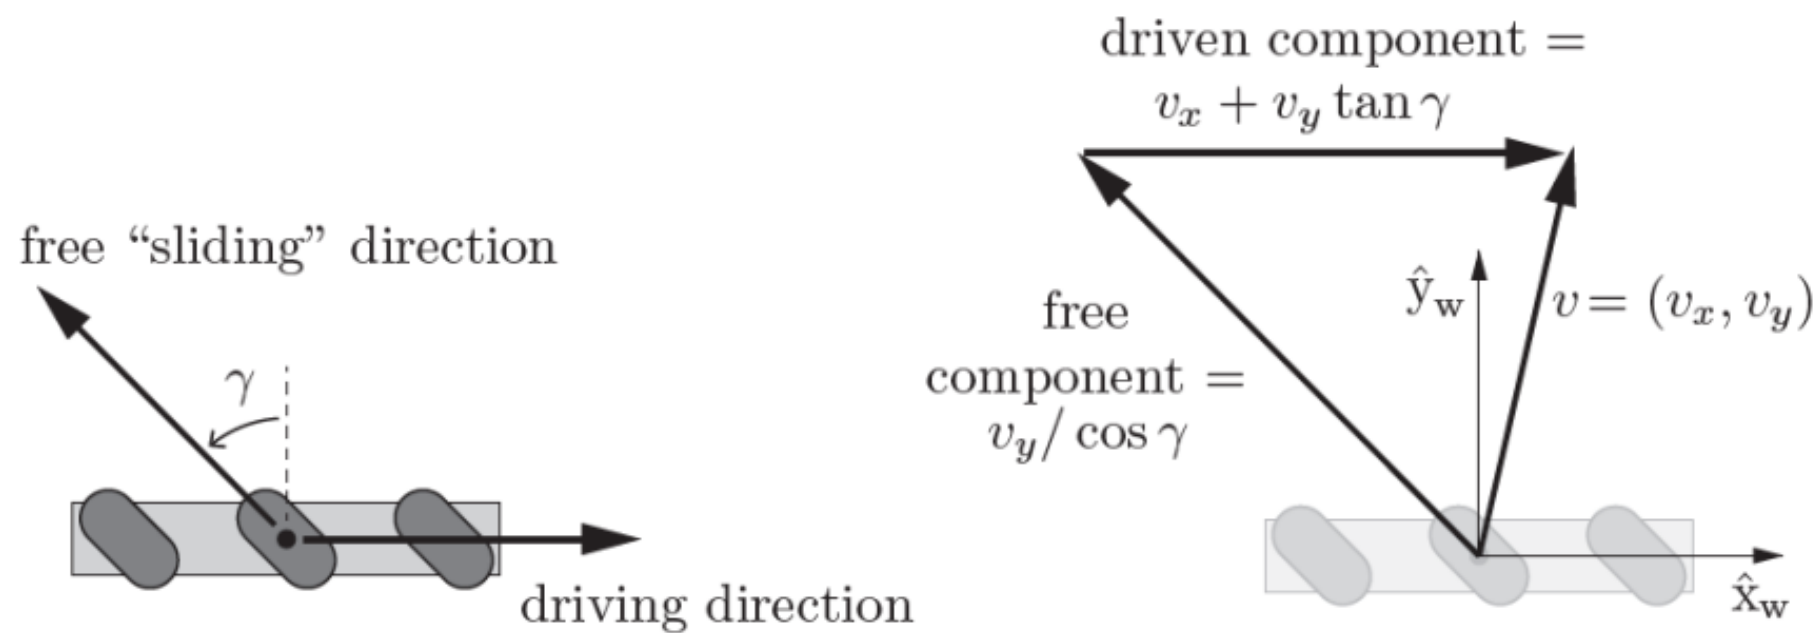 free “sliding” direction
γ
driving direction
driven component =
v_x + v_y tan γ
free
component =
v_y / cos γ
ŷ_w
v = (v_x, v_y)
x̂_w